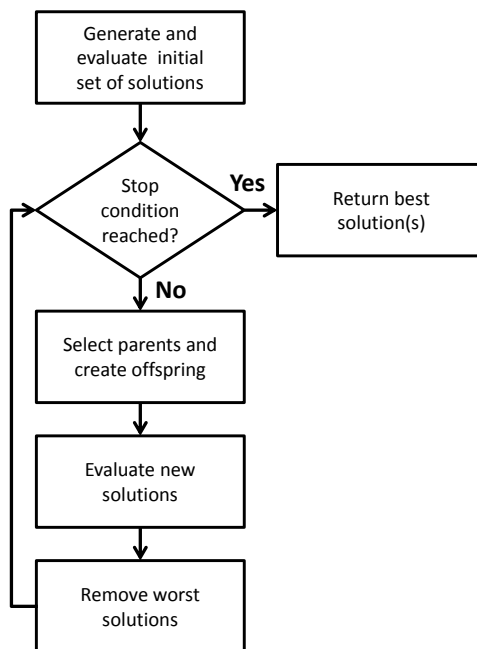 Generate and
evaluate initial
set of solutions
Stop
condition
reached?
Yes
Return best
solution(s)
No
Select parents and
create offspring
Evaluate new
solutions
Remove worst
solutions